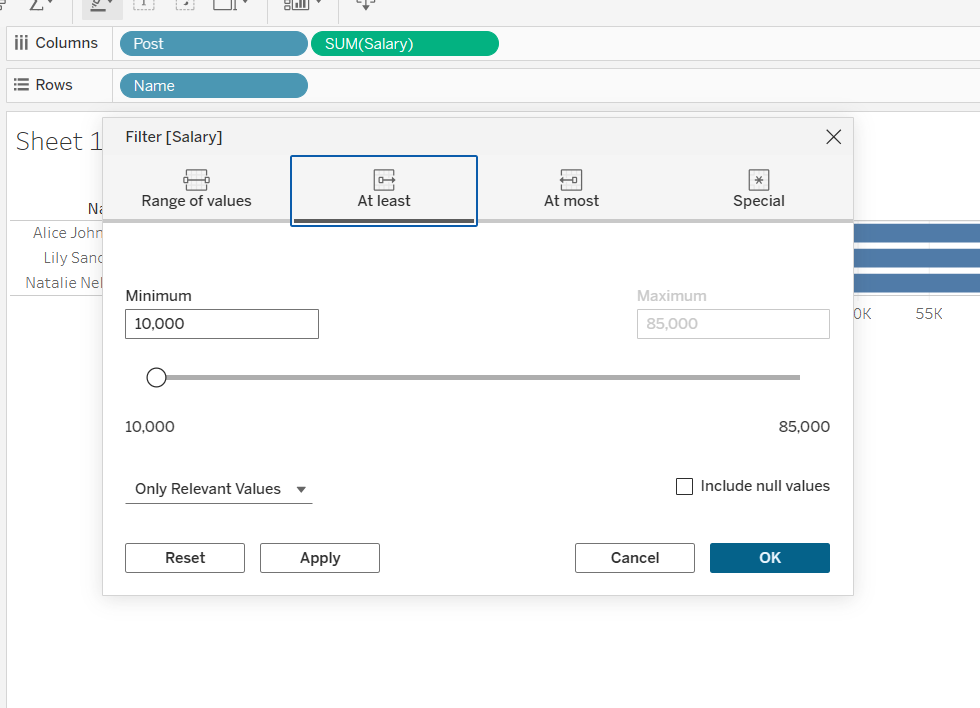 Columns
Post
SUM(Salary)
Rows
Name
Sheet 1
Filter [Salary]
Range of values
At least
At most
Special
Alice John
Lily Sand
Natalie Nel
Minimum
Maximum
10,000
85,000
55K
10,000
85,000
Only Relevant Values
Include null values
Reset
Apply
Cancel
OK